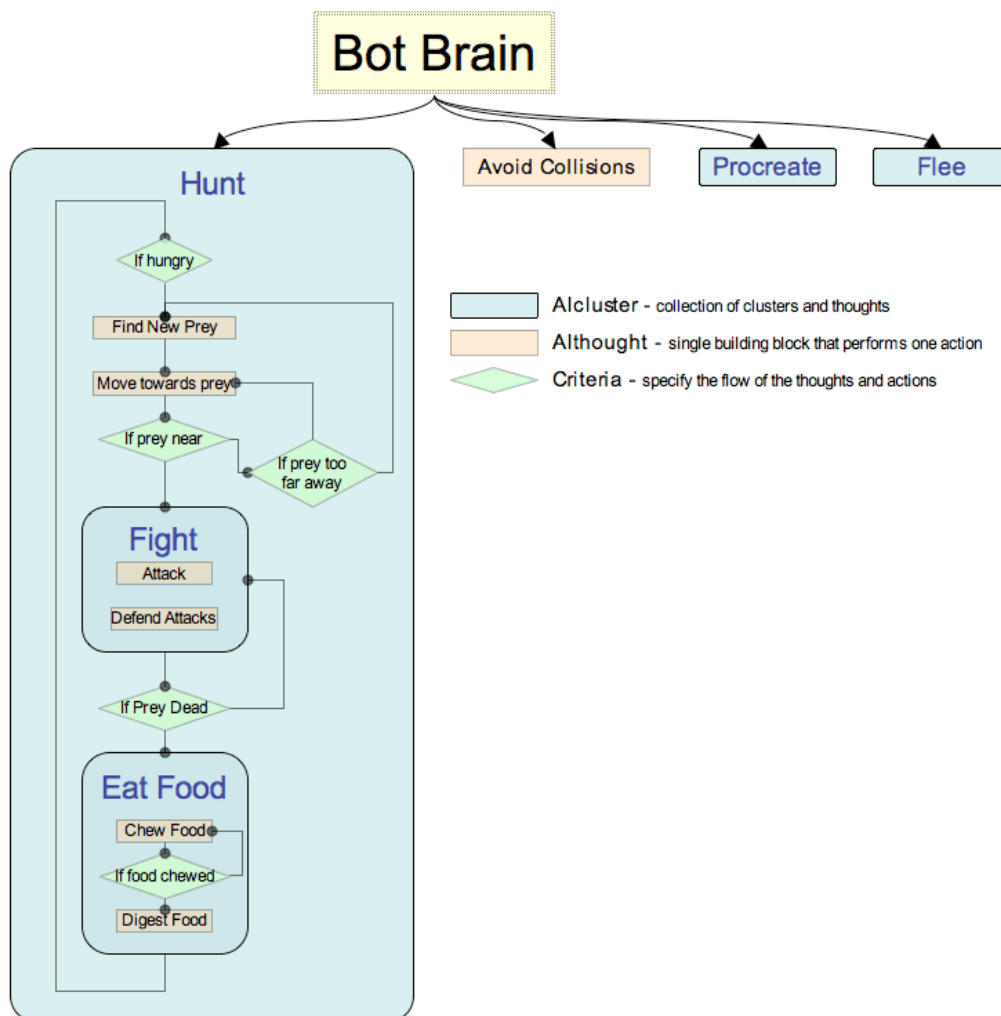 Bot Brain
Hunt
Avoid Collisions
Procreate
Flee
If hungry
Find New Prey
Move towards prey
If prey near
If prey too
far away
Fight
Attack
Defend Attacks
If Prey Dead
Eat Food
Chew Food
If food chewed
Digest Food
AIcluster - collection of clusters and thoughts
AIthought - single building block that performs one action
Criteria - specify the flow of the thoughts and actions